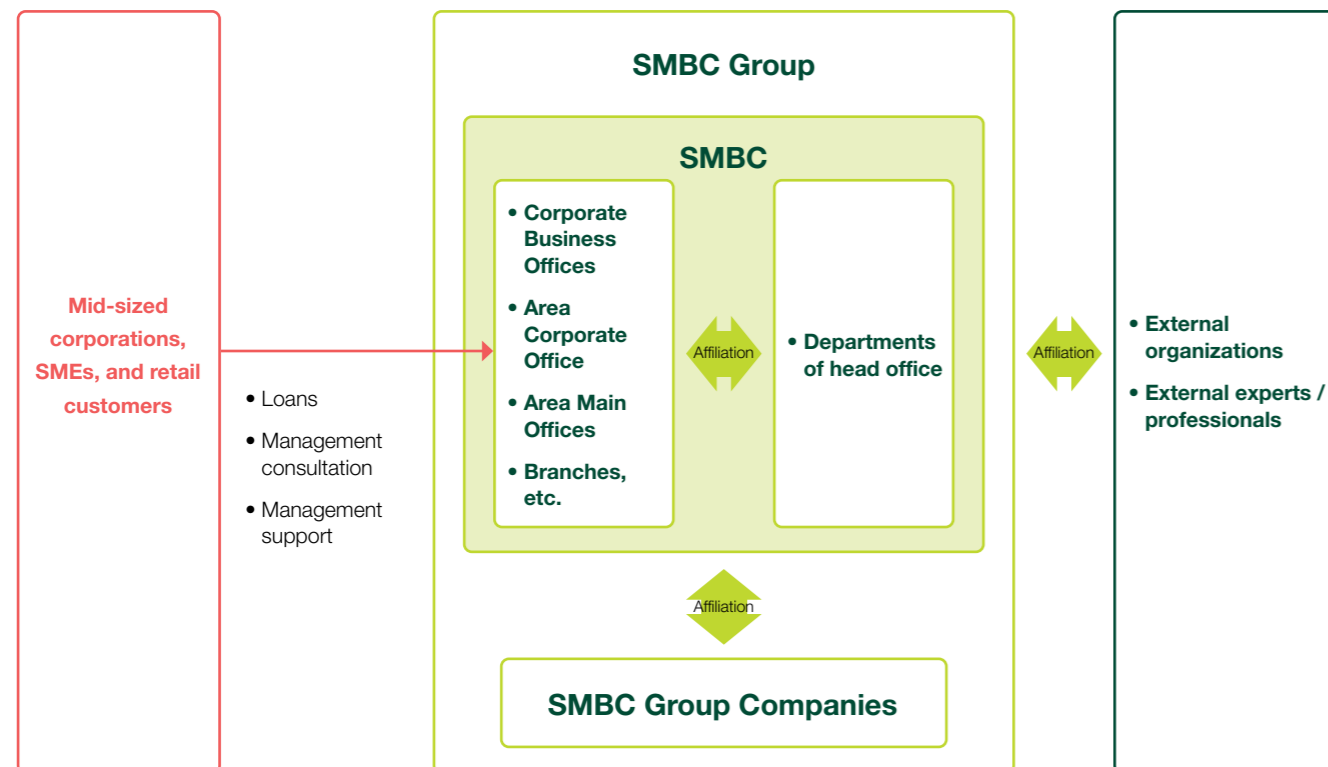 Mid-sized
corporations,
SMEs, and retail
customers
• Loans
• Management
consultation
• Management
support
SMBC Group
SMBC
• Corporate
Business
Offices
• Area
Corporate
Office
• Area Main
Offices
• Branches,
etc.
Affiliation
• Departments
of head office
Affiliation
SMBC Group Companies
Affiliation
• External
organizations
• External experts /
professionals